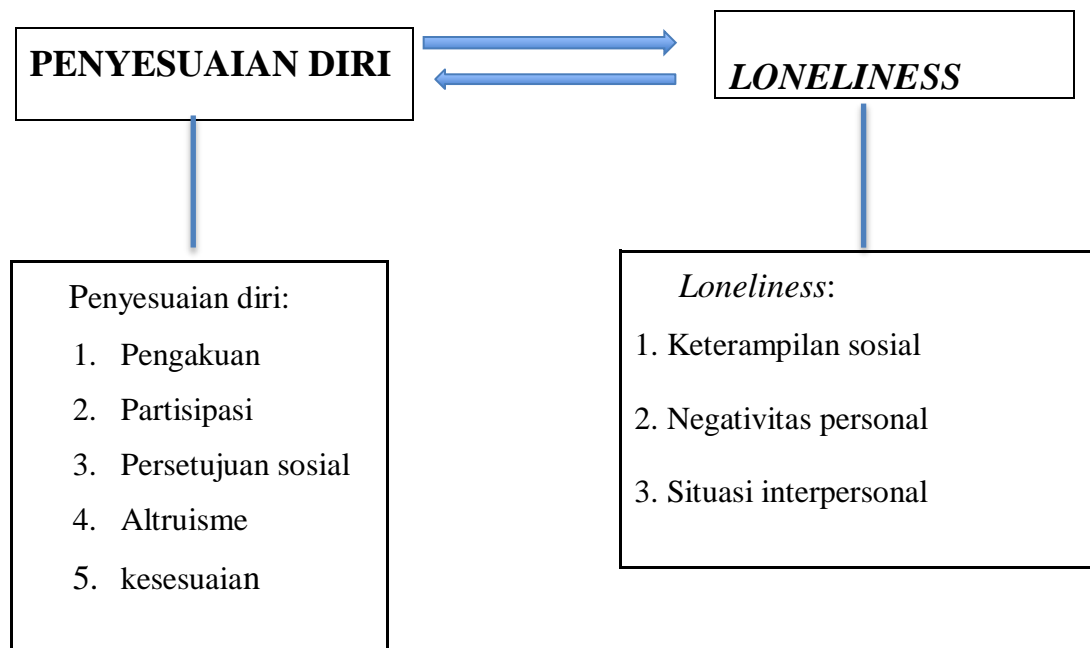 PENYESUAIAN DIRI
LONELINESS
Penyesuaian diri:
1. Pengakuan
2. Partisipasi
3. Persetujuan sosial
4. Altruisme
5. kesesuaian
Loneliness:
1. Keterampilan sosial
2. Negativitas personal
3. Situasi interpersonal